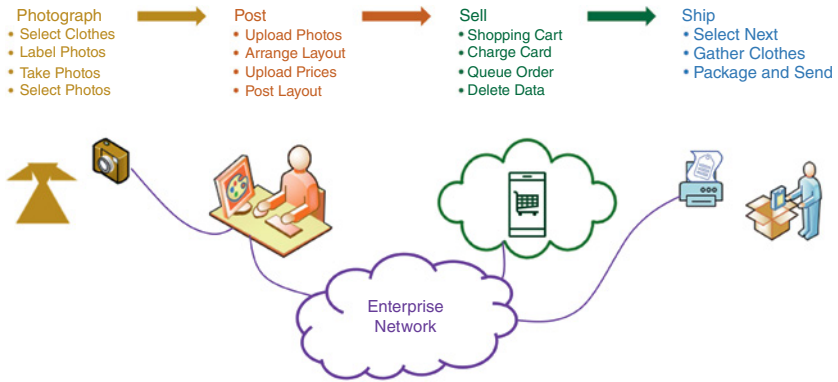 Photograph
• Select Clothes
• Label Photos
• Take Photos
• Select Photos
Post
• Upload Photos
• Arrange Layout
• Upload Prices
• Post Layout
Sell
• Shopping Cart
• Charge Card
• Queue Order
• Delete Data
Ship
• Select Next
• Gather Clothes
• Package and Send
Enterprise
Network